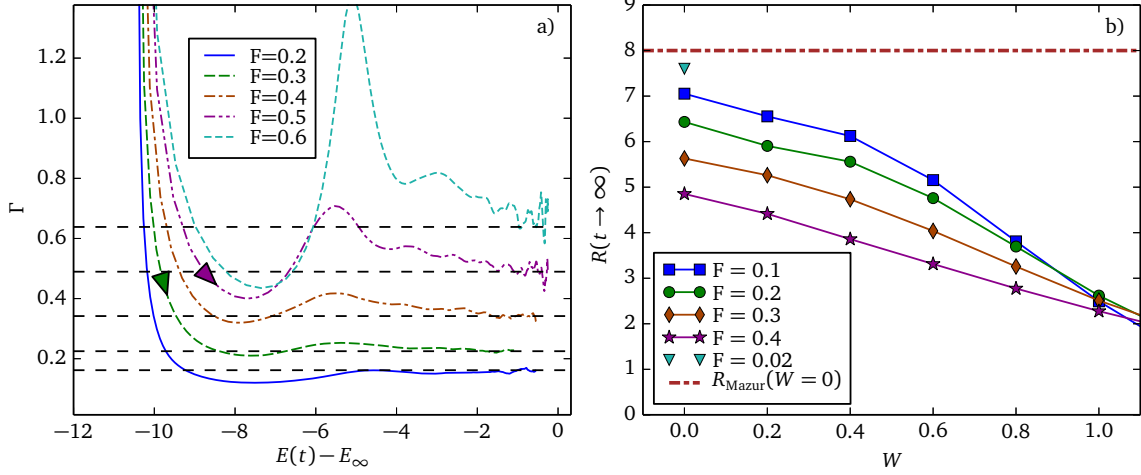 a)
F=0.2
F=0.3
F=0.4
F=0.5
F=0.6
Γ
1.2
1.0
0.8
0.6
0.4
0.2
−12 −10 −8 −6 −4 −2 0
E(t) − E∞
b)
R(t → ∞)
9
8
7
6
5
4
3
2
1
0
F = 0.1
F = 0.2
F = 0.3
F = 0.4
F = 0.02
R_Mazur(W = 0)
0.0 0.2 0.4 0.6 0.8 1.0
W